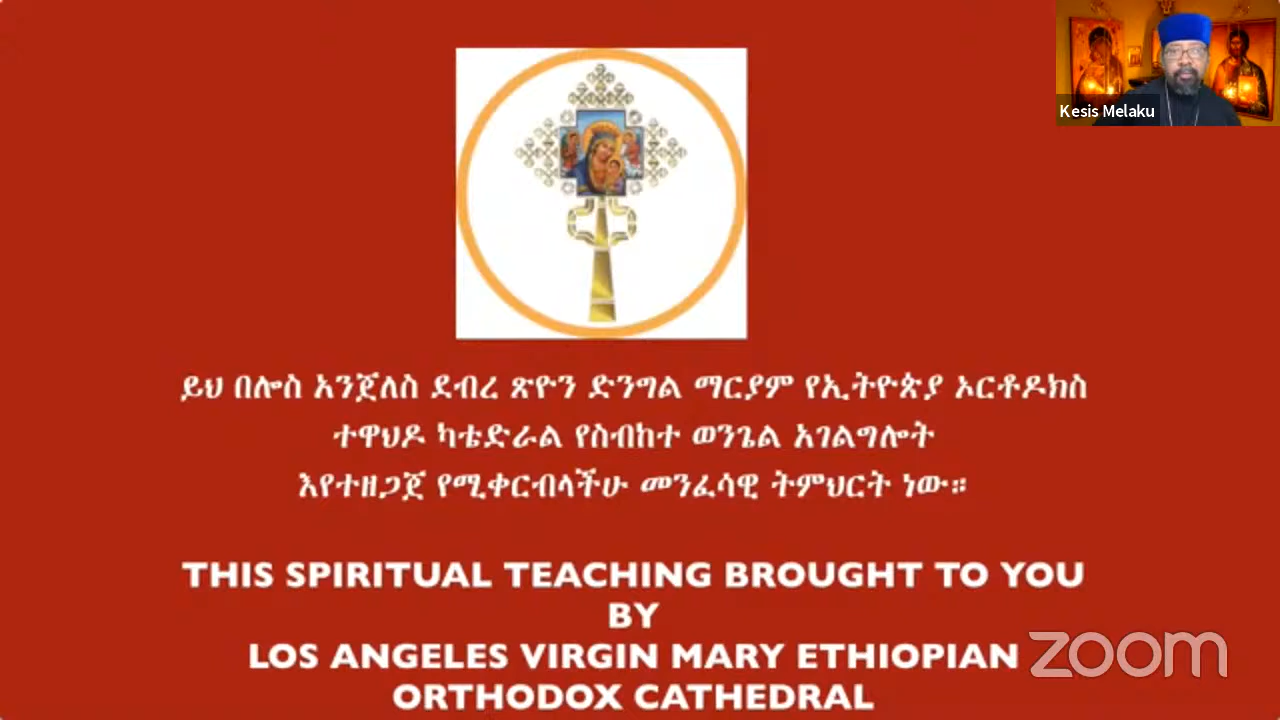 Kesis Melaku
ይህ በሎስ አንጀለስ ደብረ ጽዮን ድንግል ማርያም የኢትዮጵያ ኦርቶዶክስ
ተዋህዶ ካቴድራል የስብከተ ወንጌል አገልግሎት
እየተዘጋጀ የሚቀርብላችሁ መንፈሳዊ ትምህርት ነው።
THIS SPIRITUAL TEACHING BROUGHT TO YOU
BY
LOS ANGELES VIRGIN MARY ETHIOPIAN
ORTHODOX CATHEDRAL
zoom